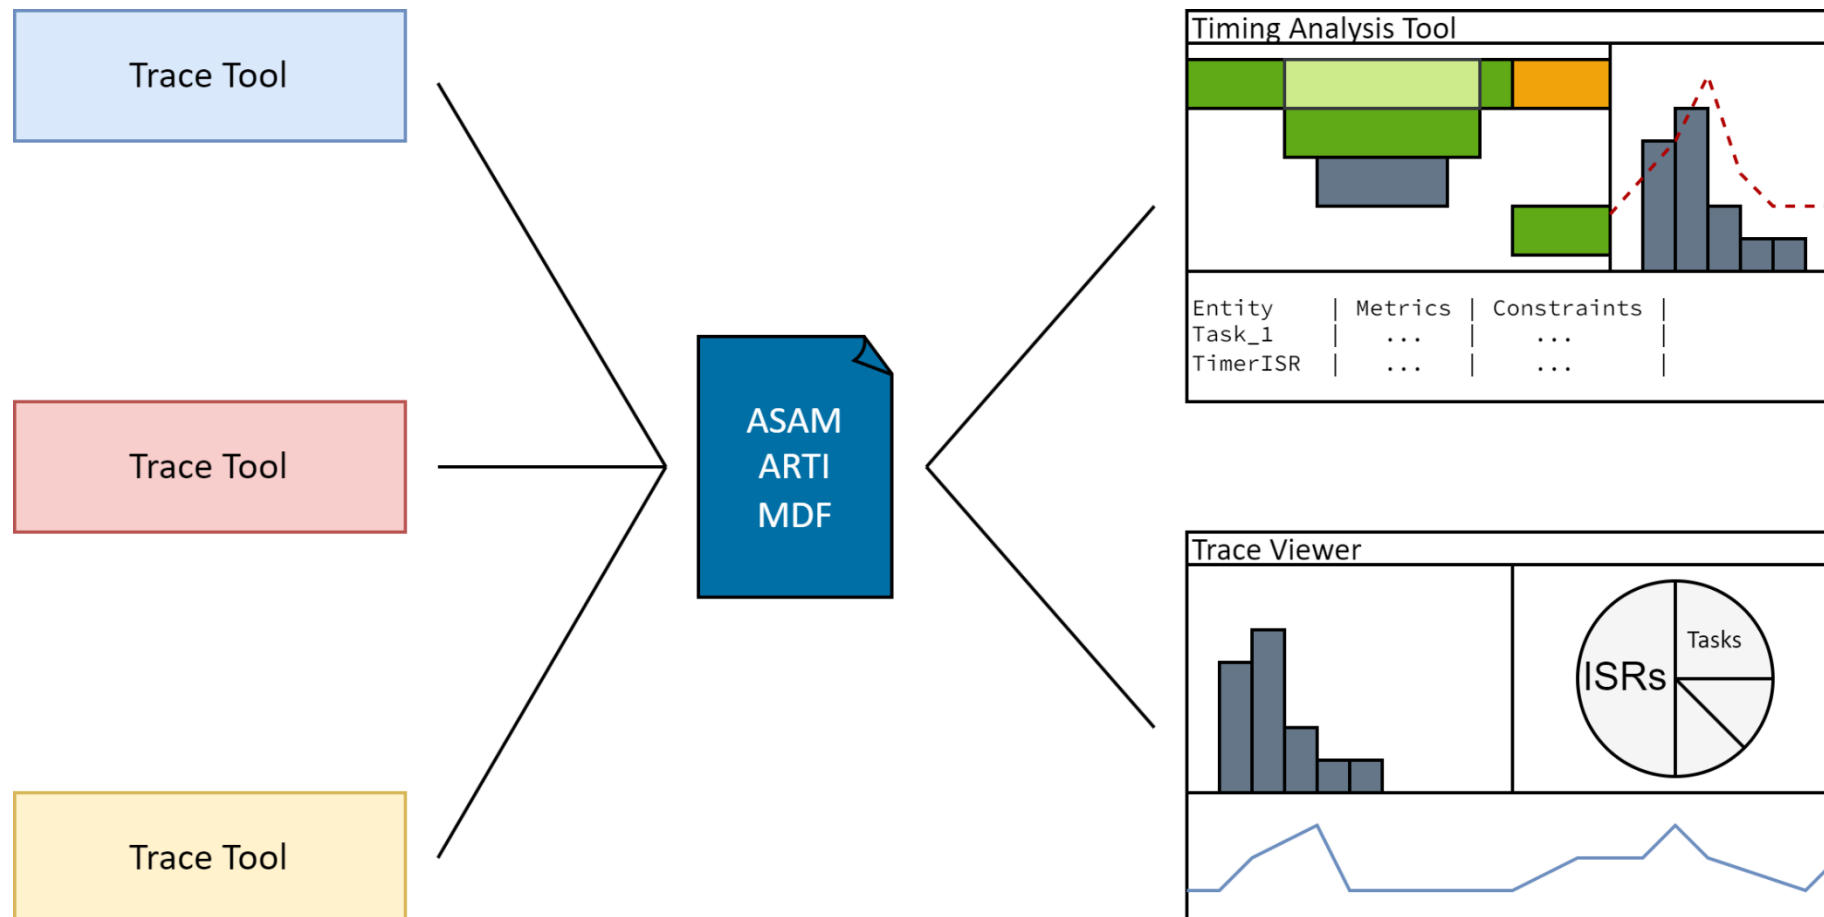 Trace Tool
Trace Tool
Trace Tool
ASAM
ARTI
MDF
Timing Analysis Tool
Entity | Metrics | Constraints |
Task_1 | ... | ... |
TimerISR | ... | ... |
Trace Viewer
Tasks
ISRs